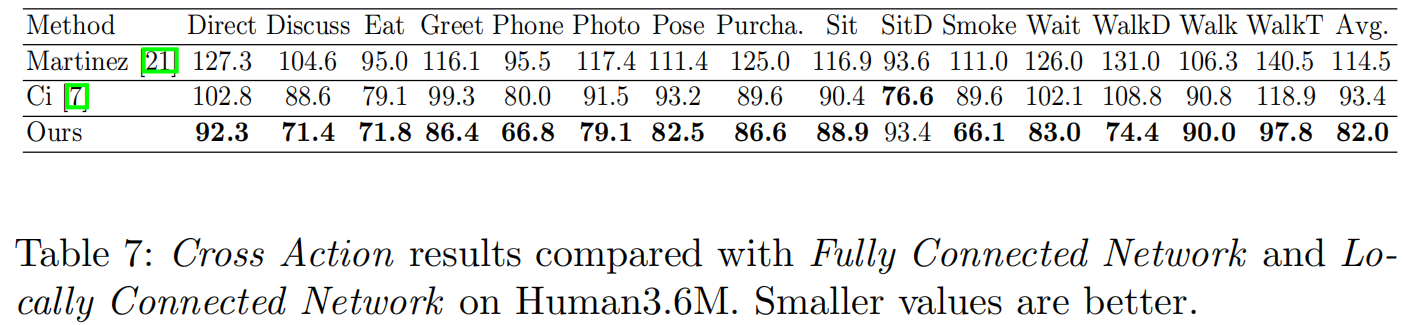 Method Direct Discuss Eat Greet Phone Photo Pose Purcha. Sit SitD Smoke Wait WalkD Walk WalkT Avg.
Martinez [21] 127.3 104.6 95.0 116.1 95.5 117.4 111.4 125.0 116.9 93.6 111.0 126.0 131.0 106.3 140.5 114.5
Ci [7] 102.8 88.6 79.1 99.3 80.0 91.5 93.2 89.6 90.4 76.6 89.6 102.1 108.8 90.8 118.9 93.4
Ours 92.3 71.4 71.8 86.4 66.8 79.1 82.5 86.6 88.9 93.4 66.1 83.0 74.4 90.0 97.8 82.0
Table 7: Cross Action results compared with Fully Connected Network and Lo-
cally Connected Network on Human3.6M. Smaller values are better.